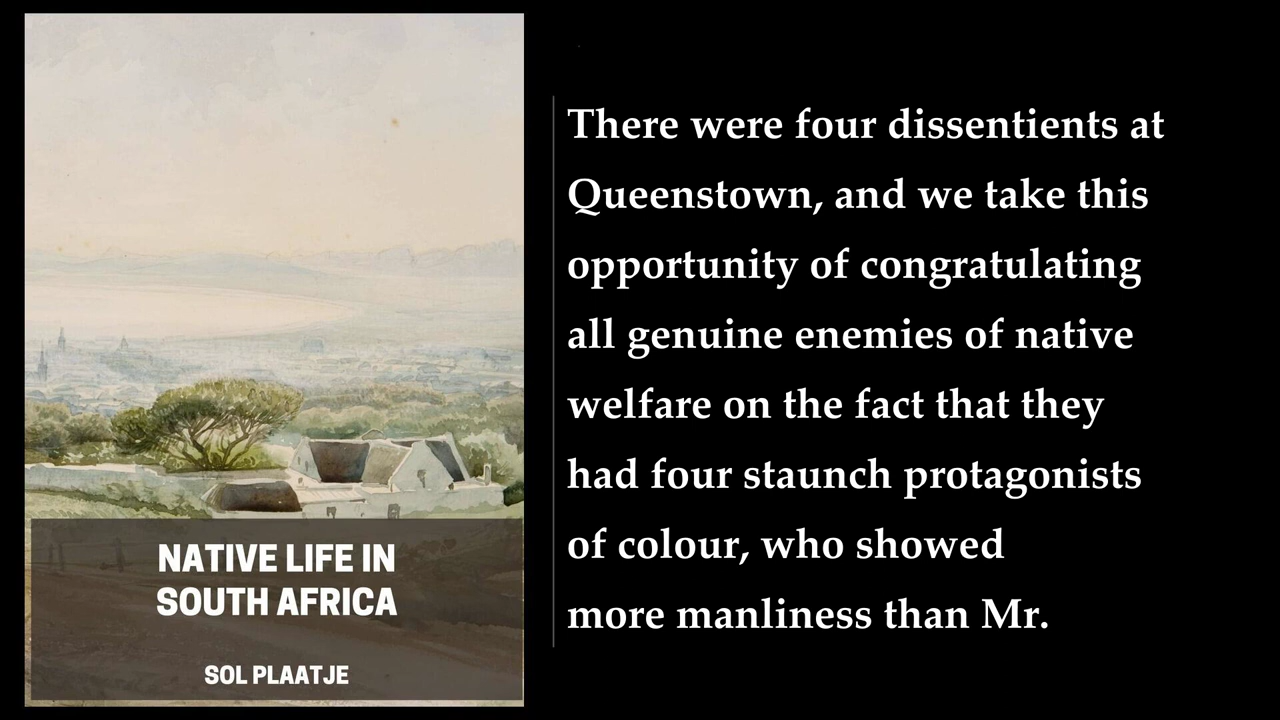 NATIVE LIFE IN
SOUTH AFRICA
SOL PLAATJE
There were four dissentients at
Queenstown, and we take this
opportunity of congratulating
all genuine enemies of native
welfare on the fact that they
had four staunch protagonists
of colour, who showed
more manliness than Mr.